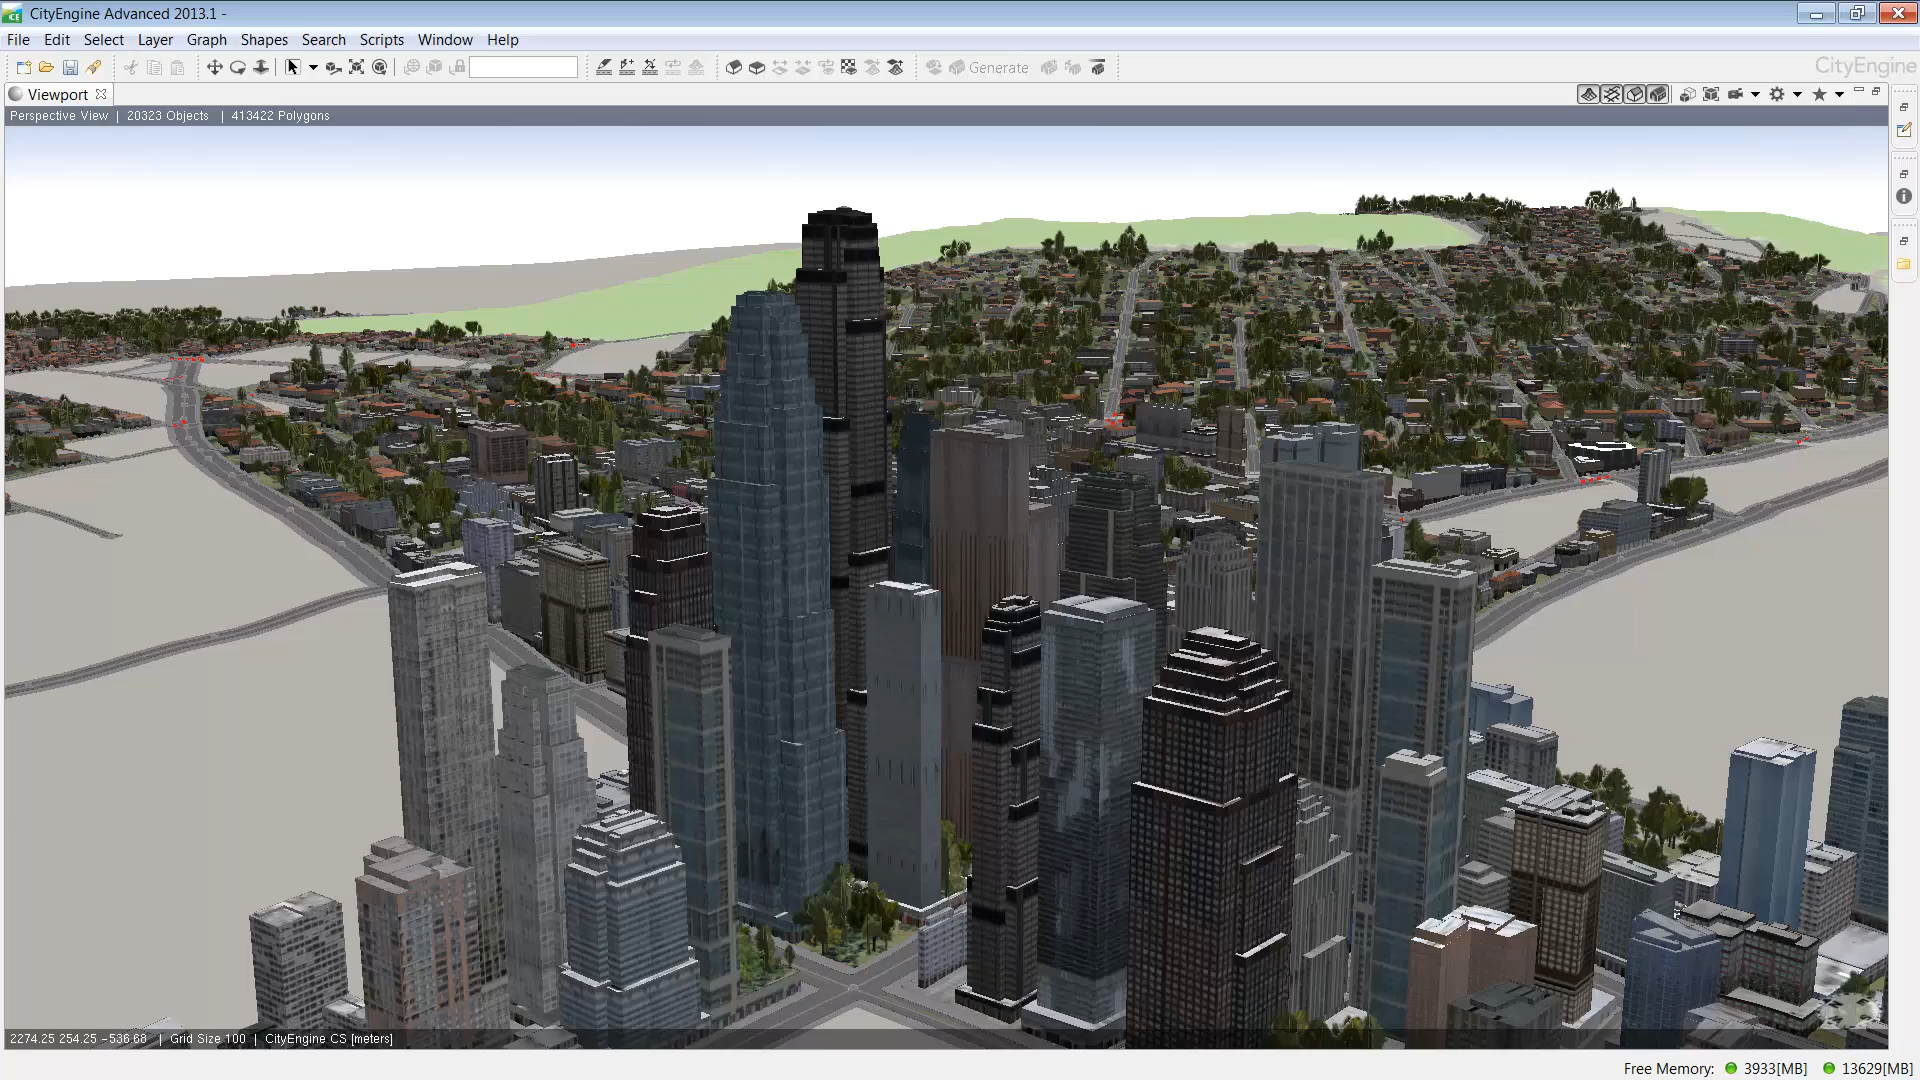 CityEngine Advanced 2013.1 -
File Edit Select Layer Graph Shapes Search Scripts Window Help
Generate
CityEngine
Viewport
Perspective View | 20323 Objects | 413422 Polygons
2274.25 254.25 -536.68 | Grid Size 100 | CityEngine CS [meters]
Free Memory: 3933[MB] 13629[MB]